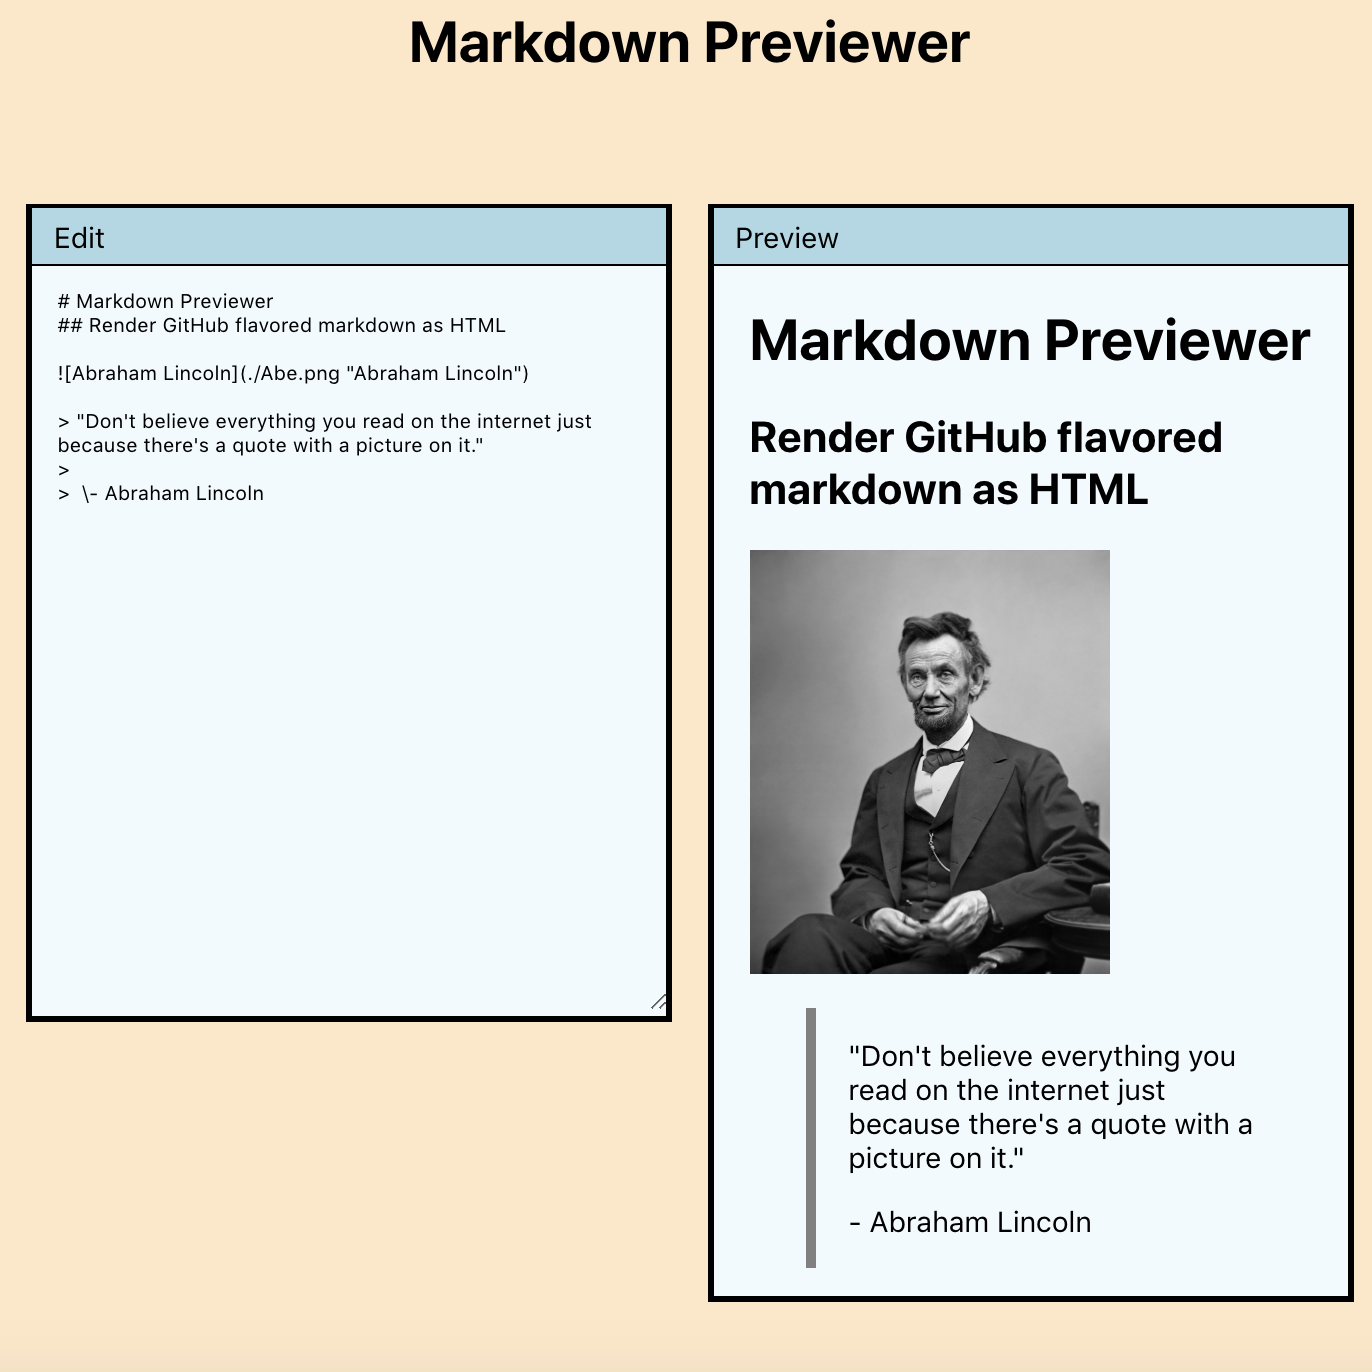 Markdown Previewer
Edit
# Markdown Previewer
## Render GitHub flavored markdown as HTML
![Abraham Lincoln](./Abe.png "Abraham Lincoln")
> "Don't believe everything you read on the internet just
because there's a quote with a picture on it."
>
>  \- Abraham Lincoln
Preview
Markdown Previewer
Render GitHub flavored
markdown as HTML
"Don't believe everything you
read on the internet just
because there's a quote with a
picture on it."
- Abraham Lincoln